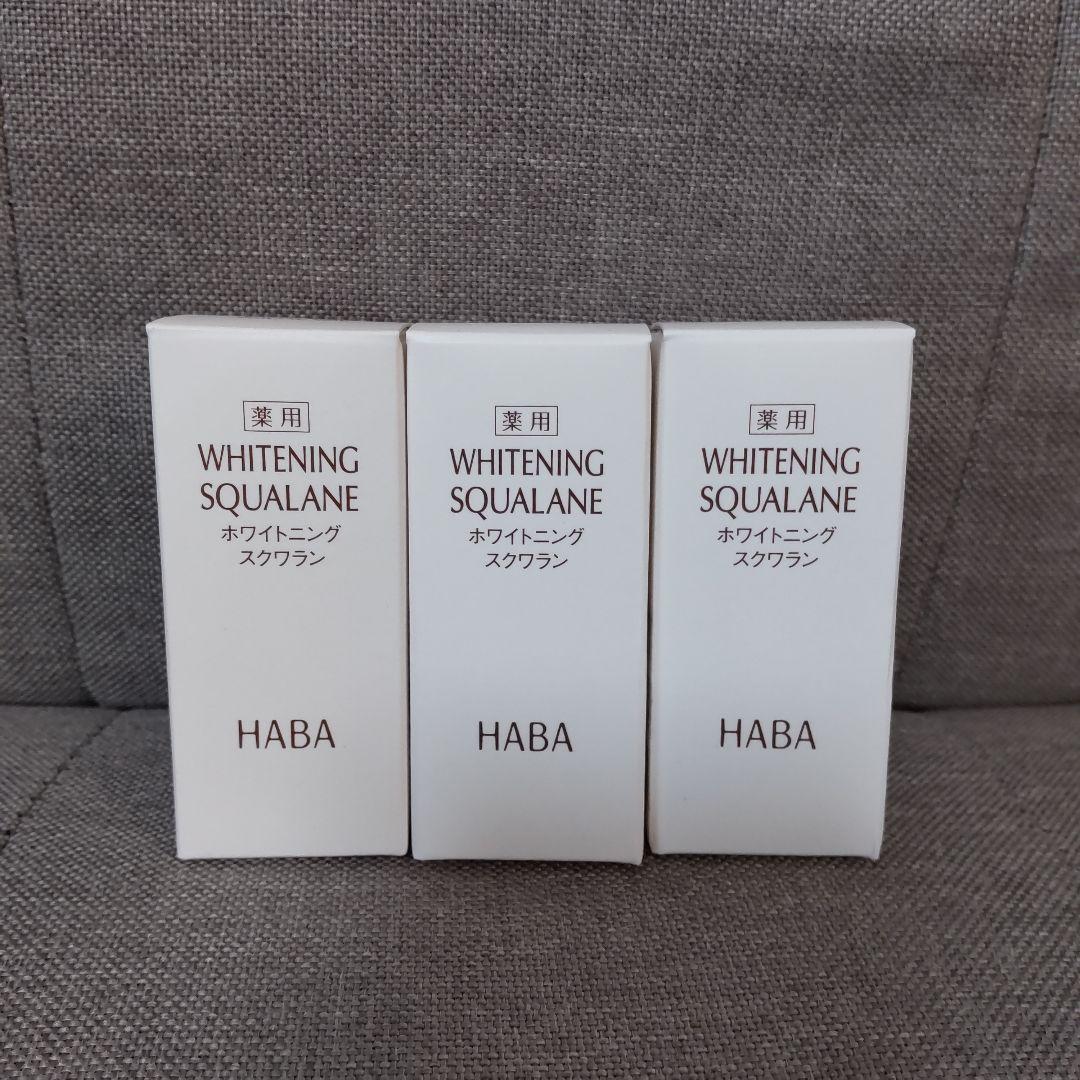 薬用
WHITENING
SQUALANE
ホワイトニング
スクワラン
HABA
薬用
WHITENING
SQUALANE
ホワイトニング
スクワラン
HABA
薬用
WHITENING
SQUALANE
ホワイトニング
スクワラン
HABA